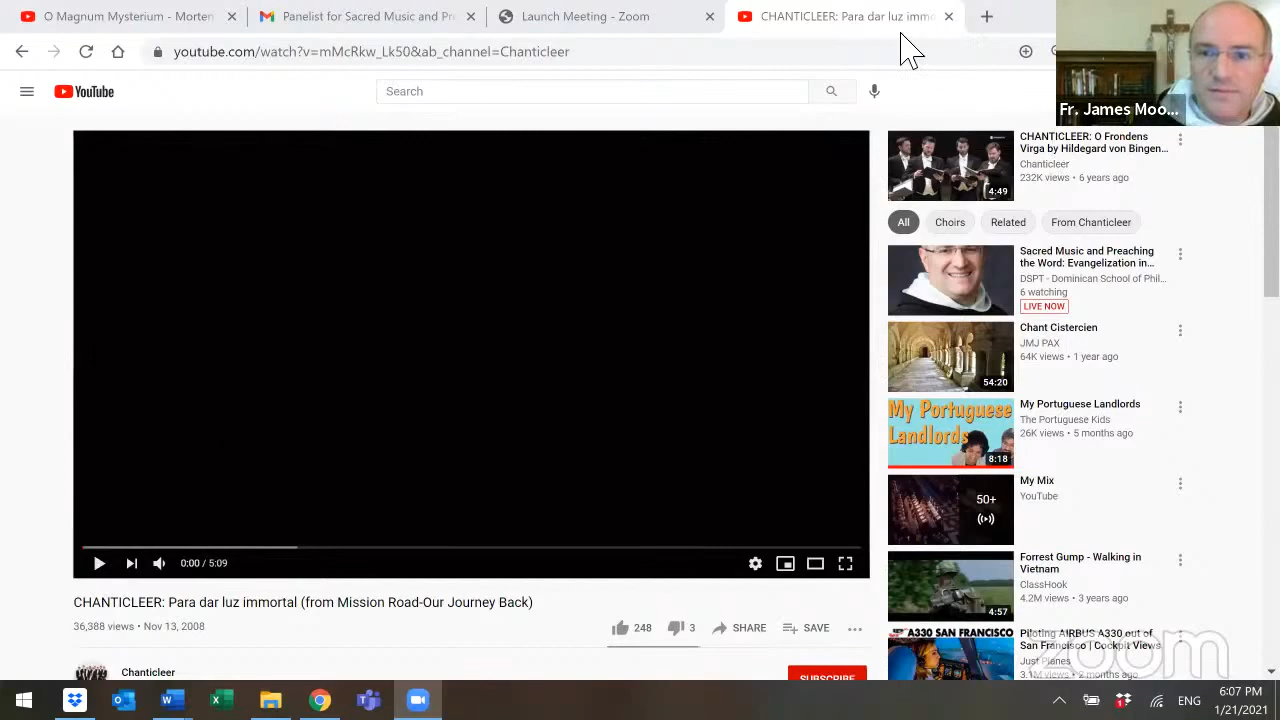 O Magnum Mysterium - Morten
Panelist for Sacred Music and Pr
Launch Meeting - Zoom
CHANTICLEER: Para dar luz immo
youtube.com/watch?v=mMcRkw_Lk50&ab_channel=Chanticleer
Fr. James Moo...
YouTube
Search
CHANTICLEER: O Frondens
Virga by Hildegard von Bingen...
Chanticleer
232K views • 6 years ago
4:49
All
Choirs
Related
From Chanticleer
Sacred Music and Preaching
the Word: Evangelization in...
DSPT - Dominican School of Phil...
6 watching
LIVE NOW
Chant Cistercien
JMJ PAX
64K views • 1 year ago
54:20
My Portuguese
Landlords
8:18
My Portuguese Landlords
The Portuguese Kids
26K views • 5 months ago
50+
My Mix
YouTube
Forrest Gump - Walking in
Vietnam
ClassHook
4.2M views • 3 years ago
4:57
A330 SAN FRANCISCO
Piloting AIRBUS A330 out of
San Francisco | Cockpit Views
Just Planes
3.1M views • 2 months ago
0:00 / 5:09
CHANTICLEER: Para dar luz immortal (from Mission Road-Our Journey Back)
36,388 views • Nov 13, 2008
248
3
SHARE
SAVE
Chanticleer
SUBSCRIBE
zoom
ENG
6:07 PM
1/21/2021